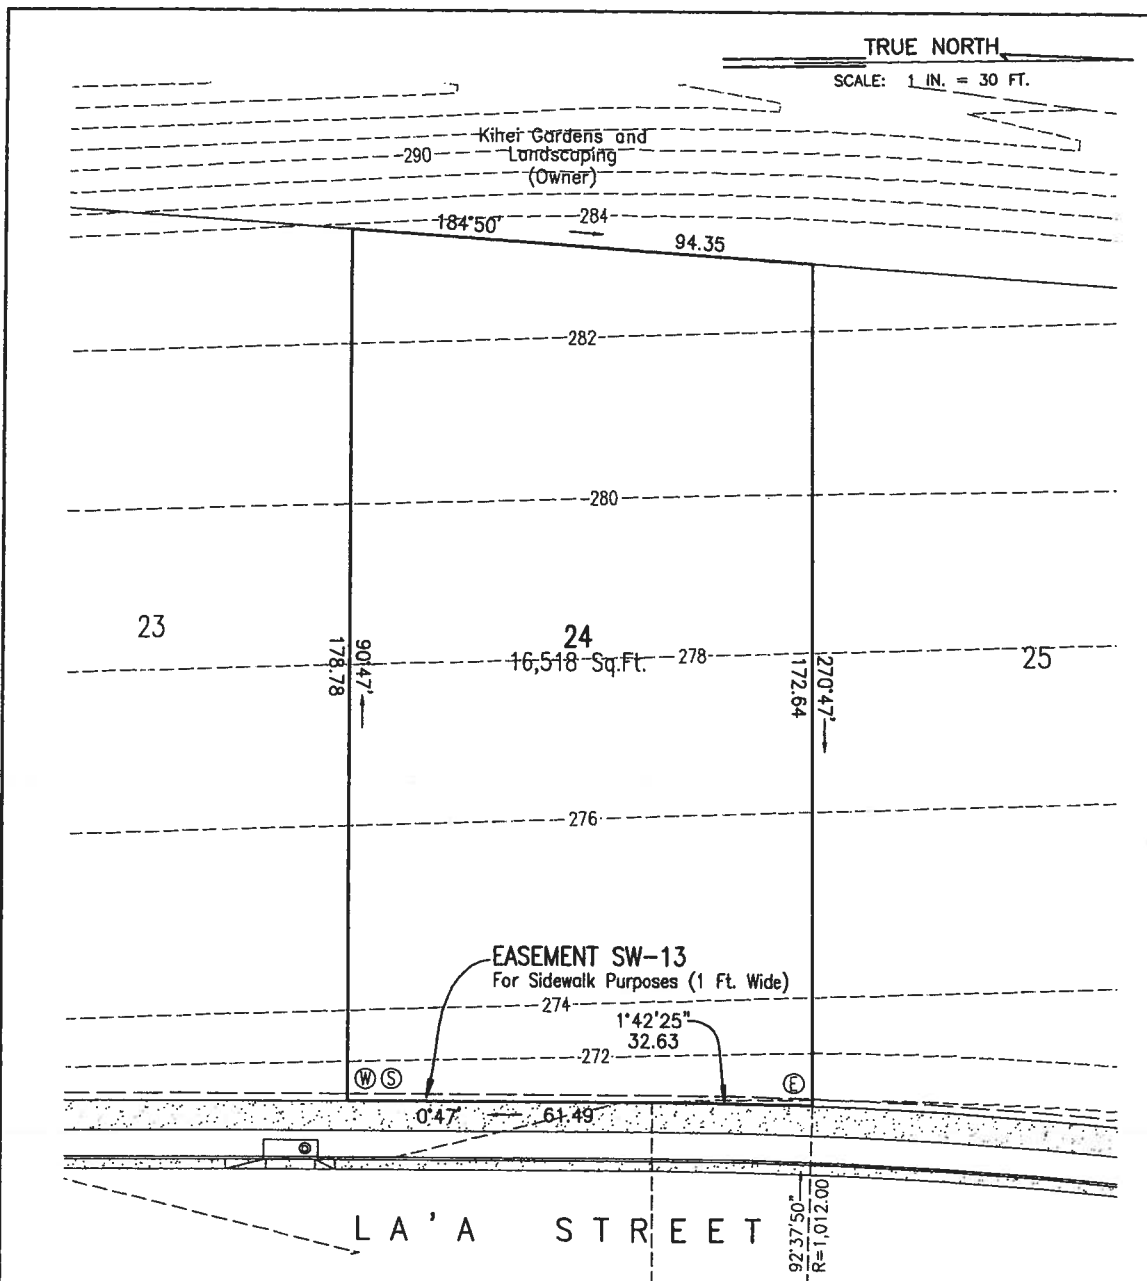 TRUE NORTH
SCALE: 1 IN. = 30 FT.
Kihei Gardens and
Landscaping
(Owner)
290
284
184°50'
94.35
282
280
23
24
16,518 Sq.Ft.
278
25
90°47'
178.78
270°47'
172.64
276
EASEMENT SW-13
For Sidewalk Purposes (1 Ft. Wide)
274
1°42'25"
32.63
272
W S
E
0°47'
61.49
LA'A STREET
92°37'50"
R=1,012.00